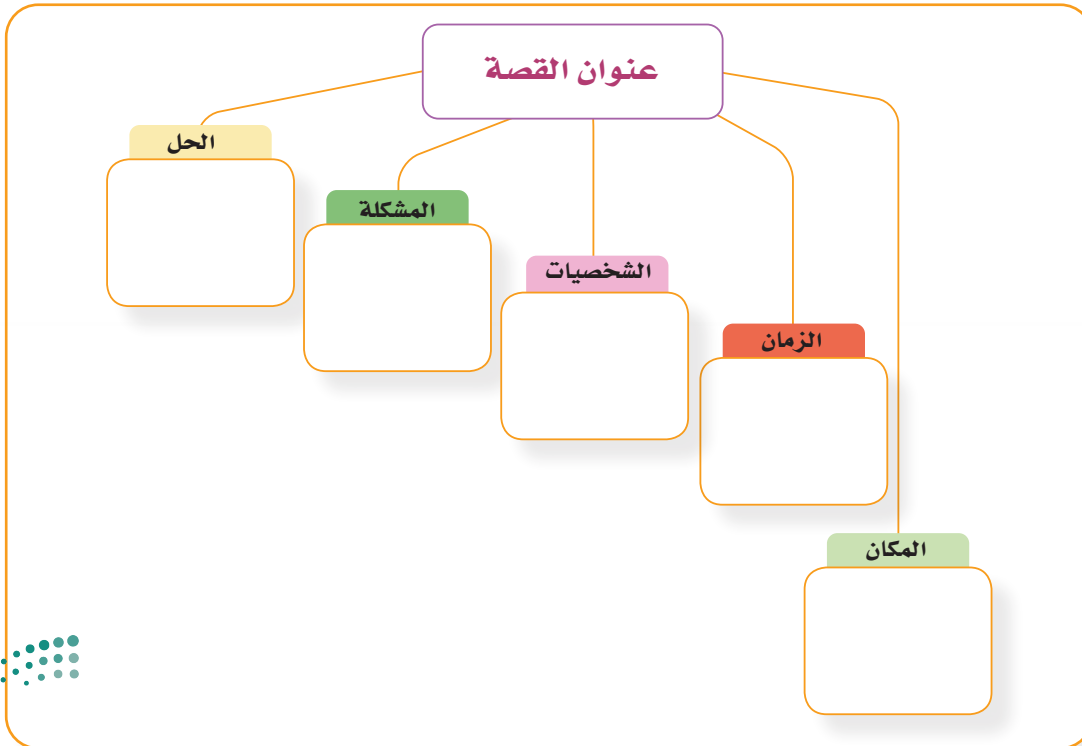 عنوان القصة
الحل
المشكلة
الشخصيات
الزمان
المكان